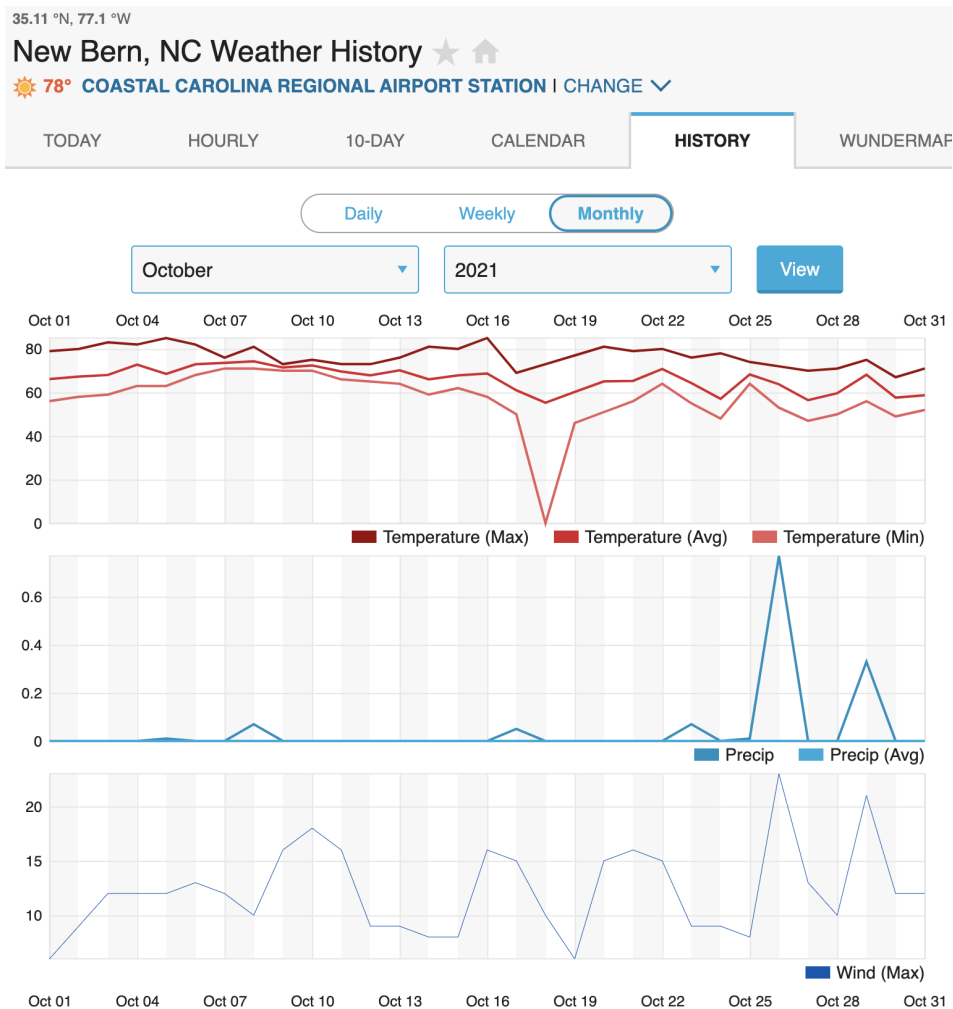 35.11 °N, 77.1 °W
New Bern, NC Weather History
78° COASTAL CAROLINA REGIONAL AIRPORT STATION | CHANGE
TODAY HOURLY 10-DAY CALENDAR HISTORY WUNDERMAP
Daily Weekly Monthly
October 2021 View
Oct 01 Oct 04 Oct 07 Oct 10 Oct 13 Oct 16 Oct 19 Oct 22 Oct 25 Oct 28 Oct 31
80
60
40
20
0
Temperature (Max) Temperature (Avg) Temperature (Min)
0.6
0.4
0.2
0
Precip Precip (Avg)
20
15
10
Wind (Max)
Oct 01 Oct 04 Oct 07 Oct 10 Oct 13 Oct 16 Oct 19 Oct 22 Oct 25 Oct 28 Oct 31